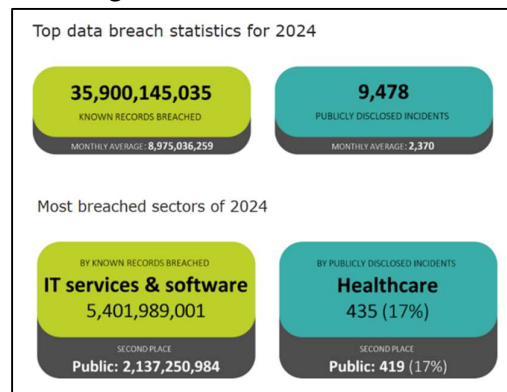 Top data breach statistics for 2024
35,900,145,035
KNOWN RECORDS BREACHED
MONTHLY AVERAGE: 8,975,036,259
9,478
PUBLICLY DISCLOSED INCIDENTS
MONTHLY AVERAGE: 2,370
Most breached sectors of 2024
BY KNOWN RECORDS BREACHED
IT services & software
5,401,989,001
SECOND PLACE
Public: 2,137,250,984
BY PUBLICLY DISCLOSED INCIDENTS
Healthcare
435 (17%)
SECOND PLACE
Public: 419 (17%)